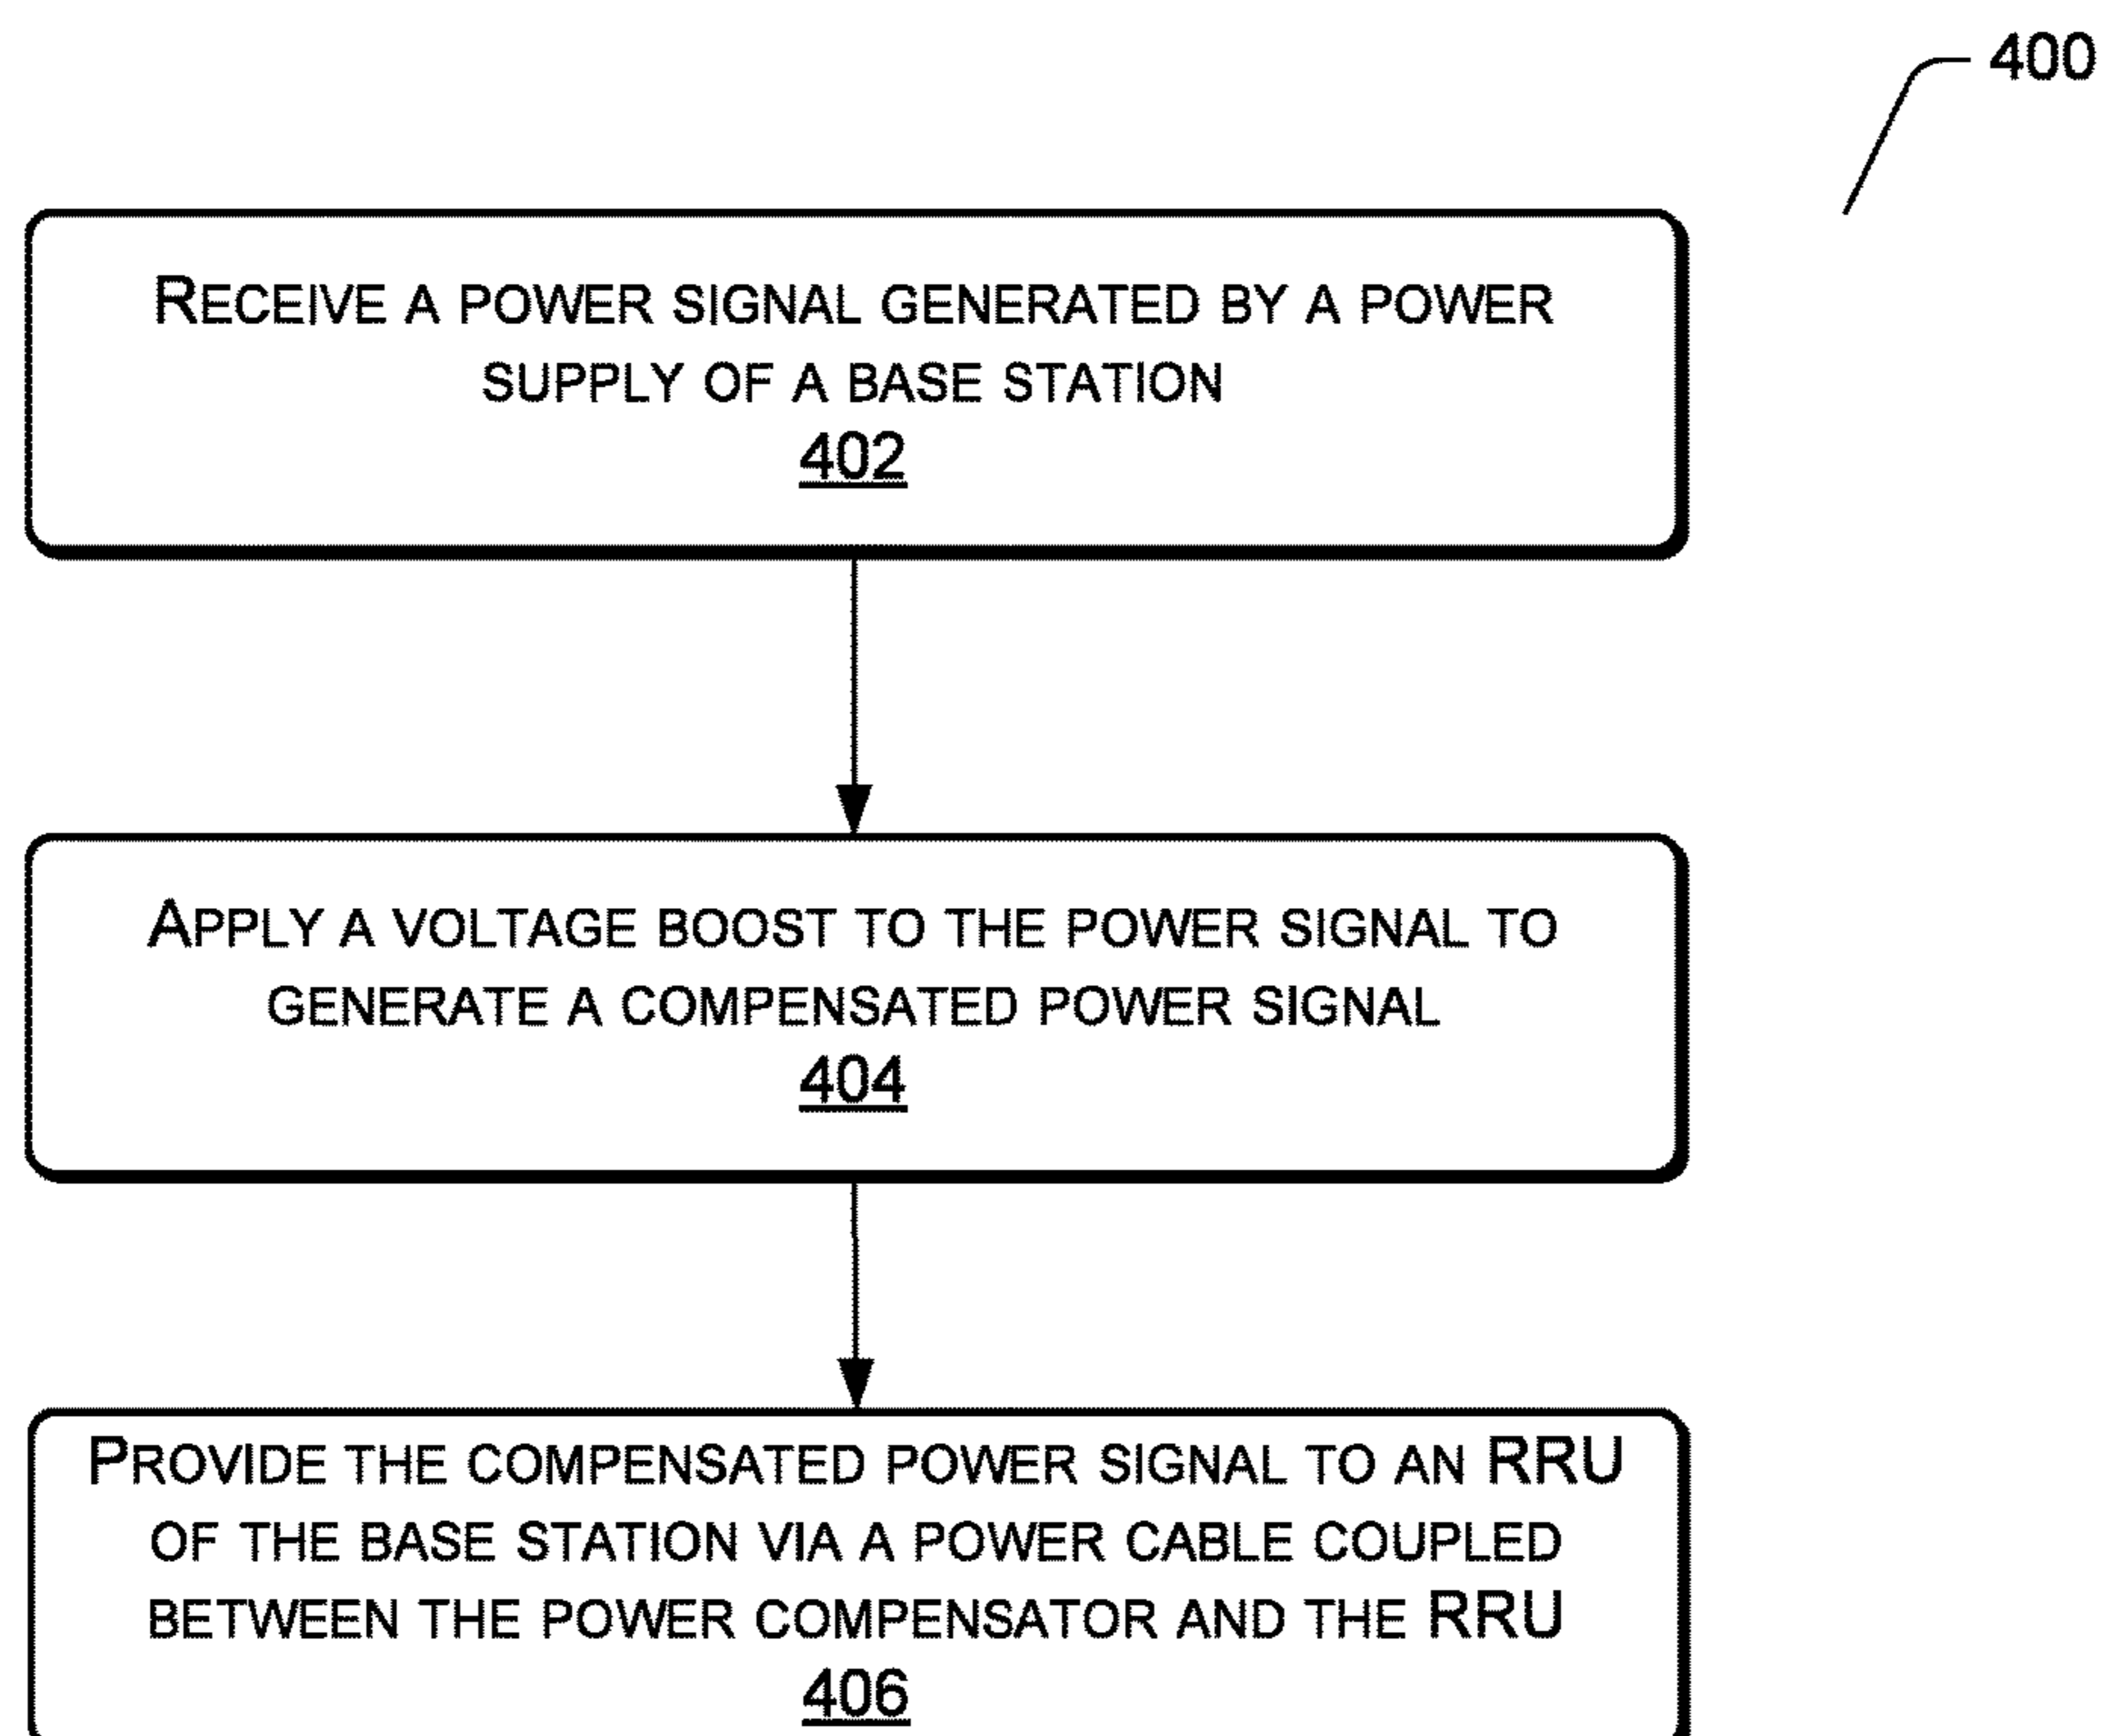 400
RECEIVE A POWER SIGNAL GENERATED BY A POWER
SUPPLY OF A BASE STATION
402
APPLY A VOLTAGE BOOST TO THE POWER SIGNAL TO
GENERATE A COMPENSATED POWER SIGNAL
404
PROVIDE THE COMPENSATED POWER SIGNAL TO AN RRU
OF THE BASE STATION VIA A POWER CABLE COUPLED
BETWEEN THE POWER COMPENSATOR AND THE RRU
406